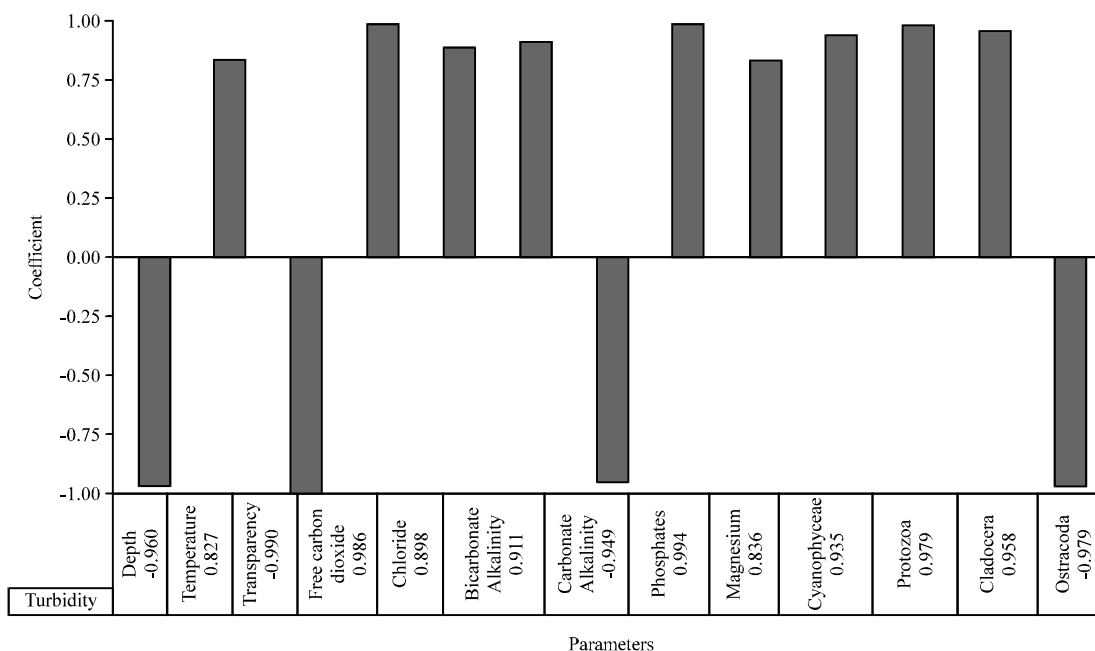 1.00
0.75
0.50
0.25
0.00
-0.25
-0.50
-0.75
-1.00
Coefficient
Turbidity
Depth
-0.960
Temperature
0.827
Transparency
-0.990
Free carbon
dioxide
0.986
Chloride
0.898
Bicarbonate
Alkalinity
0.911
Carbonate
Alkalinity
-0.949
Phosphates
0.994
Magnesium
0.836
Cyanophyceae
0.935
Protozoa
0.979
Cladocera
0.958
Ostracoda
-0.979
Parameters